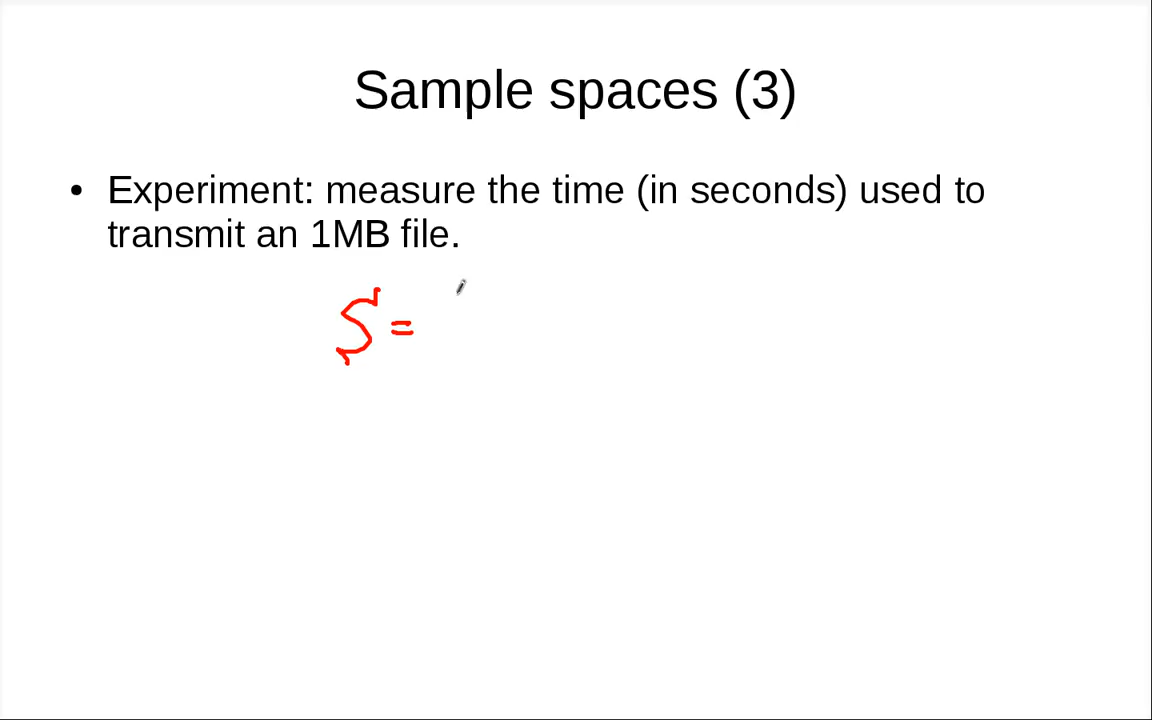 Sample spaces (3)
• Experiment: measure the time (in seconds) used to
transmit an 1MB file.
S =